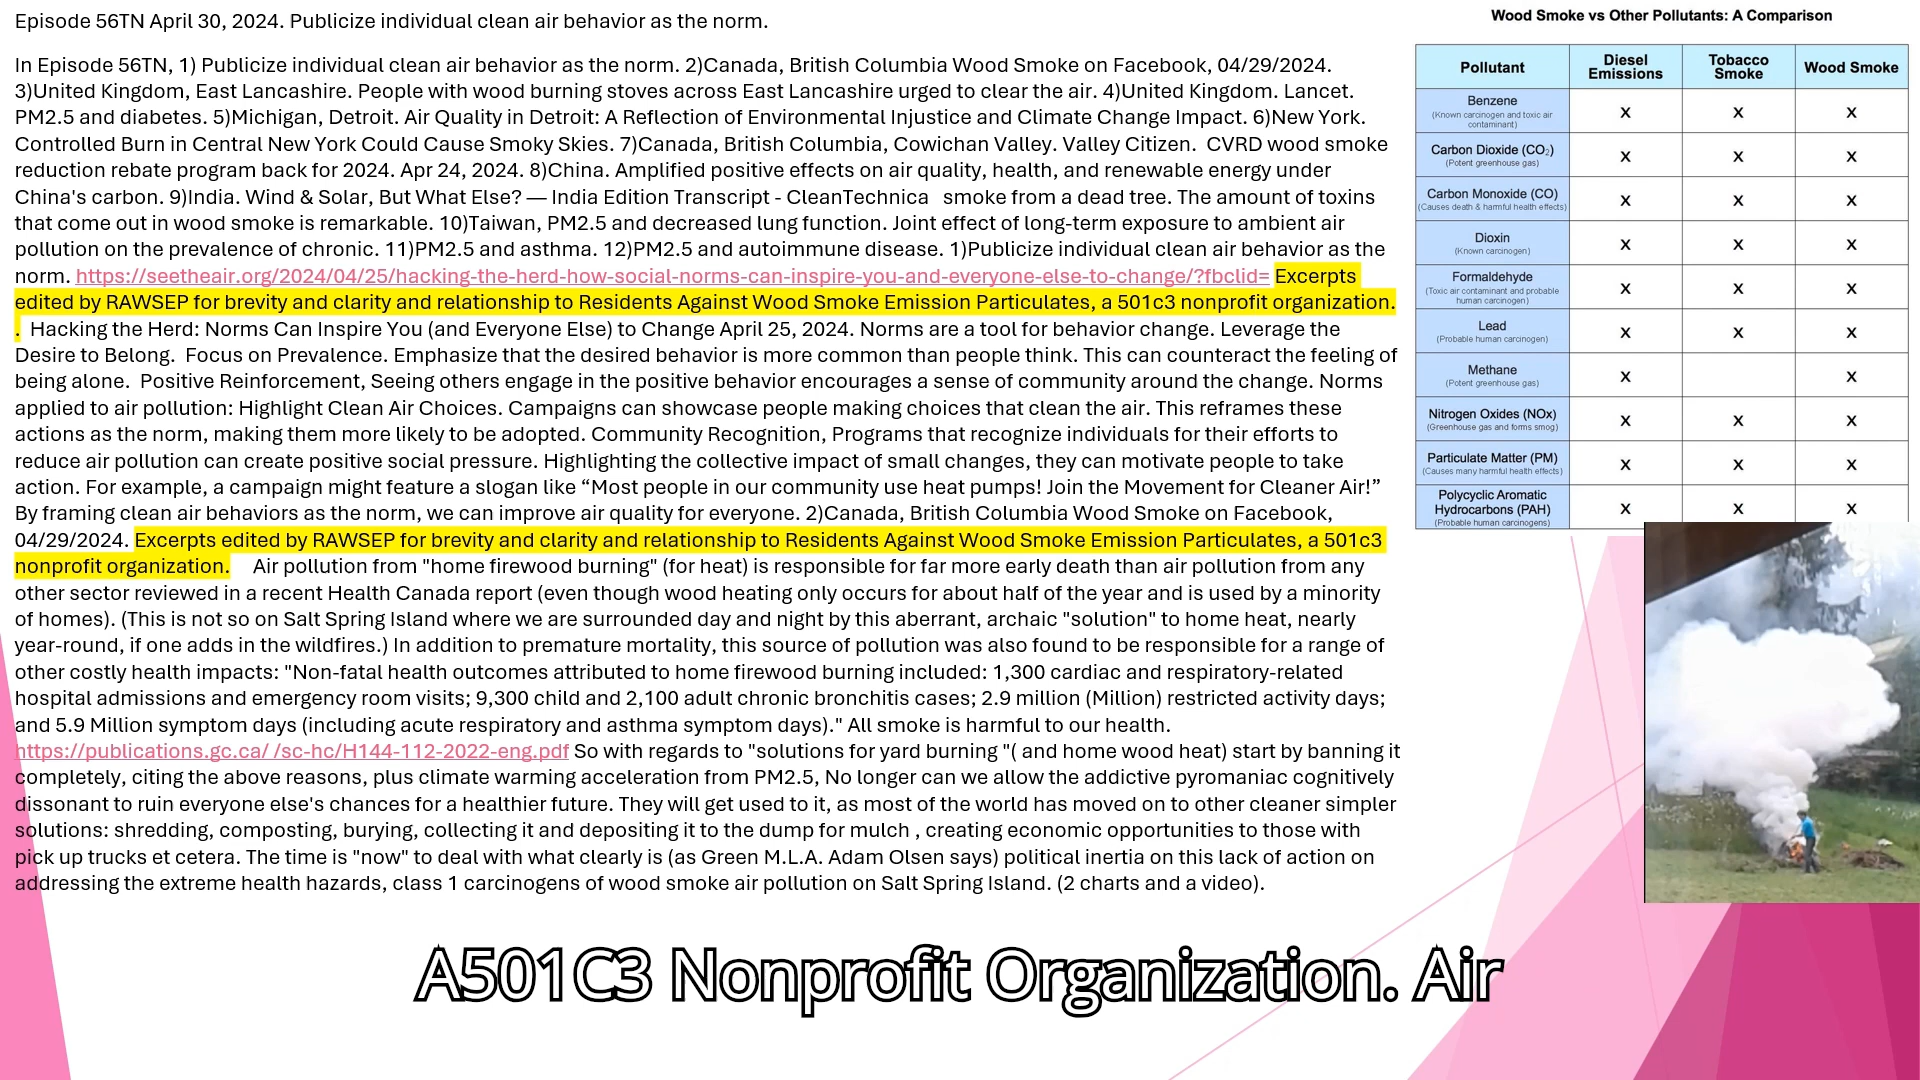 Episode 56TN April 30, 2024. Publicize individual clean air behavior as the norm.
In Episode 56TN, 1) Publicize individual clean air behavior as the norm. 2)Canada, British Columbia Wood Smoke on Facebook, 04/29/2024.
3)United Kingdom, East Lancashire. People with wood burning stoves across East Lancashire urged to clear the air. 4)United Kingdom. Lancet.
PM2.5 and diabetes. 5)Michigan, Detroit. Air Quality in Detroit: A Reflection of Environmental Injustice and Climate Change Impact. 6)New York.
Controlled Burn in Central New York Could Cause Smoky Skies. 7)Canada, British Columbia, Cowichan Valley. Valley Citizen.  CVRD wood smoke
reduction rebate program back for 2024. Apr 24, 2024. 8)China. Amplified positive effects on air quality, health, and renewable energy under
China's carbon. 9)India. Wind & Solar, But What Else? — India Edition Transcript - CleanTechnica   smoke from a dead tree. The amount of toxins
that come out in wood smoke is remarkable. 10)Taiwan, PM2.5 and decreased lung function. Joint effect of long-term exposure to ambient air
pollution on the prevalence of chronic. 11)PM2.5 and asthma. 12)PM2.5 and autoimmune disease. 1)Publicize individual clean air behavior as the
norm. https://seetheair.org/2024/04/25/hacking-the-herd-how-social-norms-can-inspire-you-and-everyone-else-to-change/?fbclid= Excerpts
edited by RAWSEP for brevity and clarity and relationship to Residents Against Wood Smoke Emission Particulates, a 501c3 nonprofit organization.
.  Hacking the Herd: Norms Can Inspire You (and Everyone Else) to Change April 25, 2024. Norms are a tool for behavior change. Leverage the
Desire to Belong.  Focus on Prevalence. Emphasize that the desired behavior is more common than people think. This can counteract the feeling of
being alone.  Positive Reinforcement, Seeing others engage in the positive behavior encourages a sense of community around the change. Norms
applied to air pollution: Highlight Clean Air Choices. Campaigns can showcase people making choices that clean the air. This reframes these
actions as the norm, making them more likely to be adopted. Community Recognition, Programs that recognize individuals for their efforts to
reduce air pollution can create positive social pressure. Highlighting the collective impact of small changes, they can motivate people to take
action. For example, a campaign might feature a slogan like “Most people in our community use heat pumps! Join the Movement for Cleaner Air!”
By framing clean air behaviors as the norm, we can improve air quality for everyone. 2)Canada, British Columbia Wood Smoke on Facebook,
04/29/2024. Excerpts edited by RAWSEP for brevity and clarity and relationship to Residents Against Wood Smoke Emission Particulates, a 501c3
nonprofit organization.    Air pollution from "home firewood burning" (for heat) is responsible for far more early death than air pollution from any
other sector reviewed in a recent Health Canada report (even though wood heating only occurs for about half of the year and is used by a minority
of homes). (This is not so on Salt Spring Island where we are surrounded day and night by this aberrant, archaic "solution" to home heat, nearly
year-round, if one adds in the wildfires.) In addition to premature mortality, this source of pollution was also found to be responsible for a range of
other costly health impacts: "Non-fatal health outcomes attributed to home firewood burning included: 1,300 cardiac and respiratory-related
hospital admissions and emergency room visits; 9,300 child and 2,100 adult chronic bronchitis cases; 2.9 million (Million) restricted activity days;
and 5.9 Million symptom days (including acute respiratory and asthma symptom days)." All smoke is harmful to our health.
https://publications.gc.ca/ /sc-hc/H144-112-2022-eng.pdf So with regards to "solutions for yard burning "( and home wood heat) start by banning it
completely, citing the above reasons, plus climate warming acceleration from PM2.5, No longer can we allow the addictive pyromaniac cognitively
dissonant to ruin everyone else's chances for a healthier future. They will get used to it, as most of the world has moved on to other cleaner simpler
solutions: shredding, composting, burying, collecting it and depositing it to the dump for mulch , creating economic opportunities to those with
pick up trucks et cetera. The time is "now" to deal with what clearly is (as Green M.L.A. Adam Olsen says) political inertia on this lack of action on
addressing the extreme health hazards, class 1 carcinogens of wood smoke air pollution on Salt Spring Island. (2 charts and a video).
Wood Smoke vs Other Pollutants: A Comparison
Pollutant Diesel Emissions Tobacco Smoke Wood Smoke
Benzene X X X
(Known carcinogen and toxic air
contaminant)
Carbon Dioxide (CO2) X X X
(Potent greenhouse gas)
Carbon Monoxide (CO) X X X
(Causes death & harmful health effects)
Dioxin X X X
(Known carcinogen)
Formaldehyde X X X
(Toxic air contaminant and probable
human carcinogen)
Lead X X X
(Probable human carcinogen)
Methane X X
(Potent greenhouse gas)
Nitrogen Oxides (NOx) X X X
(Greenhouse gas and forms smog)
Particulate Matter (PM) X X X
(Causes many harmful health effects)
Polycyclic Aromatic
Hydrocarbons (PAH) X X X
(Probable human carcinogens)
A501C3 Nonprofit Organization. Air